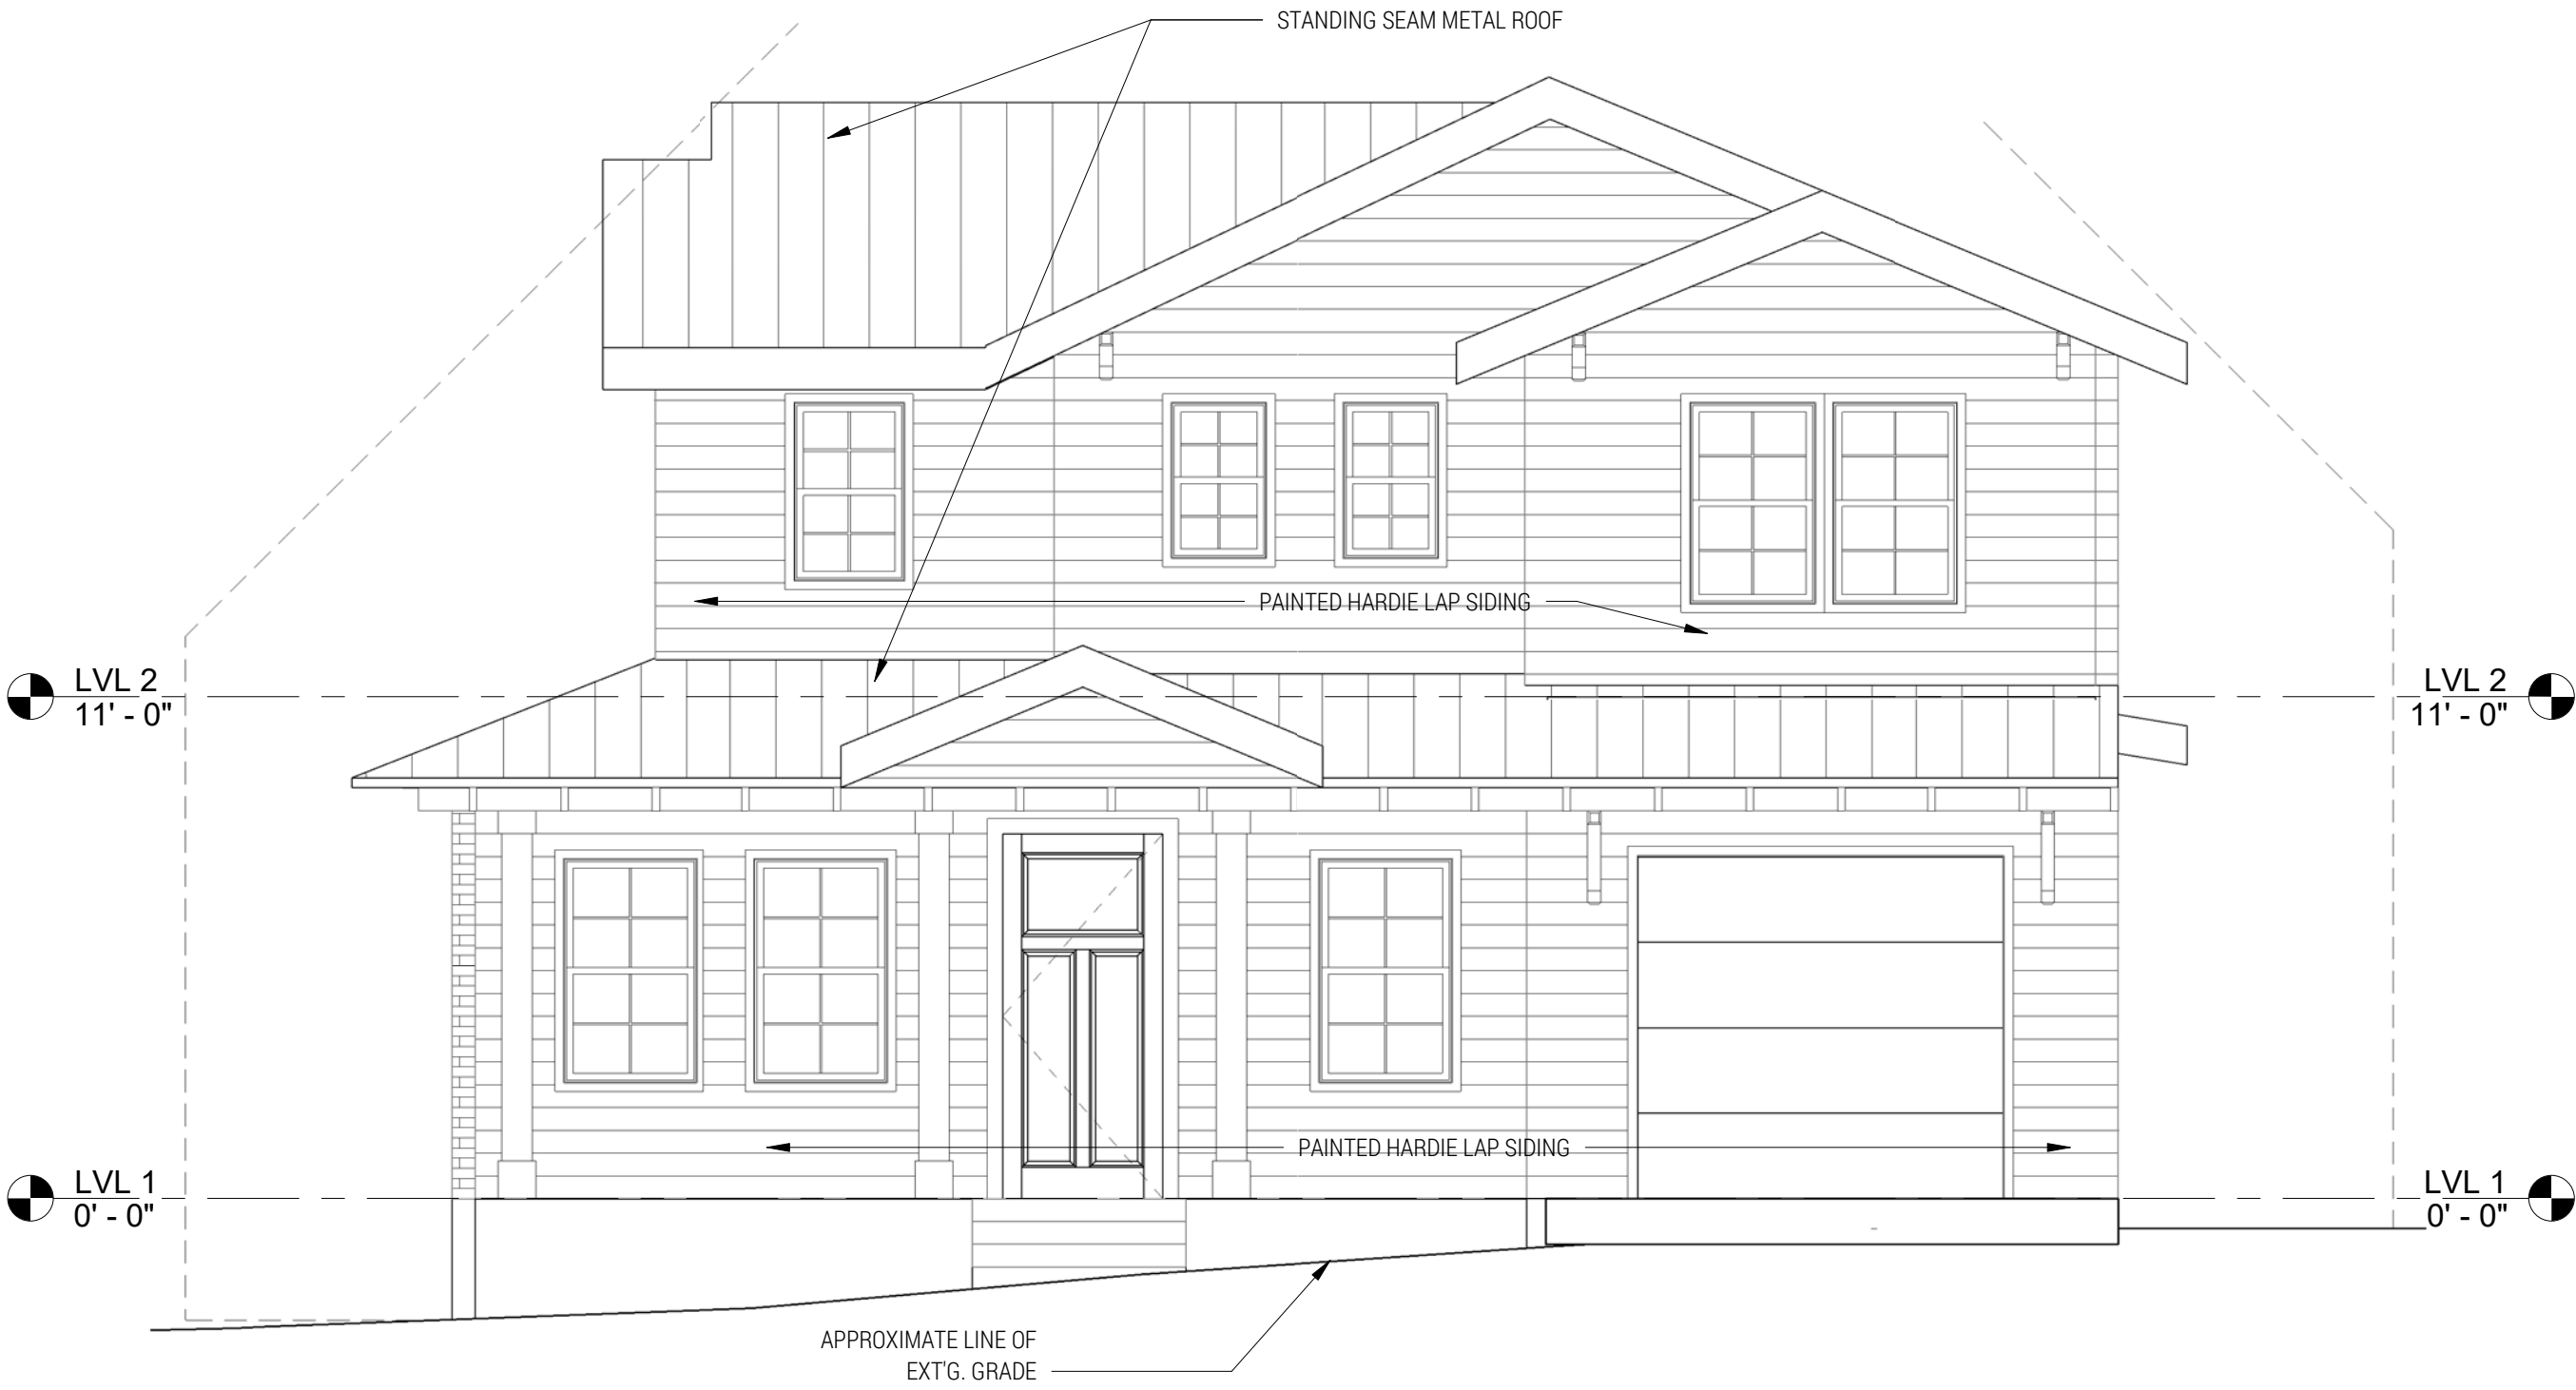 STANDING SEAM METAL ROOF
PAINTED HARDIE LAP SIDING
LVL 2
11' - 0"
LVL 2
11' - 0"
PAINTED HARDIE LAP SIDING
LVL 1
0' - 0"
LVL 1
0' - 0"
APPROXIMATE LINE OF
EXT'G. GRADE